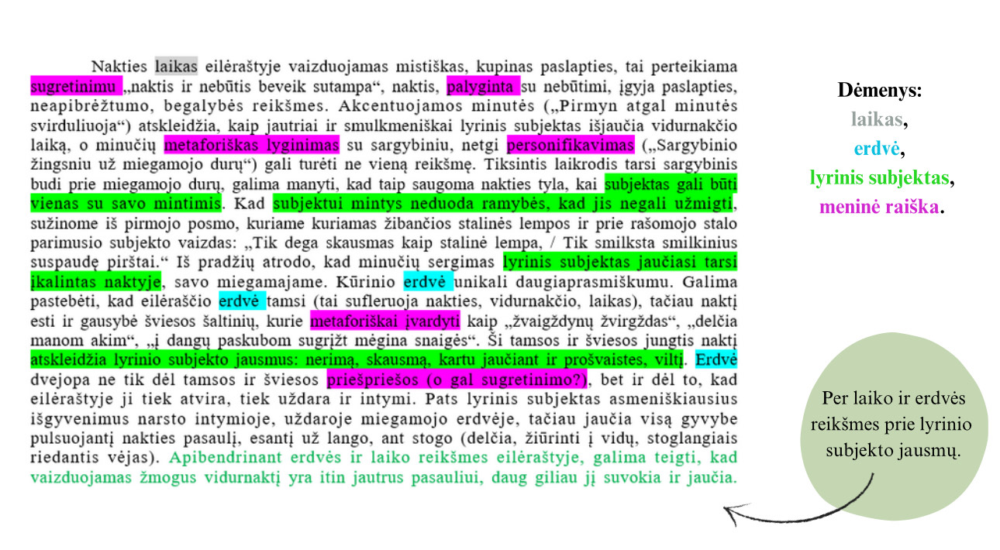 Nakties laikas eilėraštyje vaizduojamas mistiškas, kupinas paslapties, tai perteikiama
sugretinimu „naktis ir nebūtis beveik sutampa“, naktis, palyginta su nebūtimi, įgyja paslapties,
neapibrėžtumo, begalybės reikšmes. Akcentuojamos minutės („Pirmyn atgal minutės
svirduliuoja“) atskleidžia, kaip jautriai ir smulkmeniškai lyrinis subjektas išjaučia vidurnakčio
laiką, o minučių metaforiškas lyginimas su sargybiniu, netgi personifikavimas („Sargybinio
žingsniu už miegamojo durų“) gali turėti ne vieną reikšmę. Tiksintis laikrodis tarsi sargybinis
budi prie miegamojo durų, galima manyti, kad taip saugoma nakties tyla, kai subjektas gali būti
vienas su savo mintimis. Kad subjektui mintys neduoda ramybės, kad jis negali užmigti,
sužinome iš pirmojo posmo, kuriame kuriamas žibančios stalinės lempos ir prie rašomojo stalo
parimusio subjekto vaizdas: „Tik dega skausmas kaip stalinė lempa, / Tik smilksta smilkinius
suspaudę pirštai.“ Iš pradžių atrodo, kad minučių sergimas lyrinis subjektas jaučiasi tarsi
įkalintas naktyje, savo miegamajame. Kūrinio erdvė unikali daugiaprasmiškumu. Galima
pastebėti, kad eilėraščio erdvė tamsi (tai sufleruoja nakties, vidurnakčio, laikas), tačiau naktį
esti ir gausybė šviesos šaltinių, kurie metaforiškai įvardyti kaip „žvaigždynų žvirgždas“, „delčia
manom akim“, „į dangų paskubom sugrįžt mėgina snaigės“. Ši tamsos ir šviesos jungtis naktį
atskleidžia lyrinio subjekto jausmus: nerimą, skausmą, kartu jaučiant ir prošvaistes, viltį. Erdvė
dvejopa ne tik dėl tamsos ir šviesos priešpriešos (o gal sugretinimo?), bet ir dėl to, kad
eilėraštyje ji tiek atvira, tiek uždara ir intymi. Pats lyrinis subjektas asmeniškiausius
išgyvenimus narsto intymioje, uždaroje miegamojo erdvėje, tačiau jaučia visą gyvybe
pulsuojantį nakties pasaulį, esantį už lango, ant stogo (delčia, žiūrinti į vidų, stoglangiais
riedantis vėjas). Apibendrinant erdvės ir laiko reikšmes eilėraštyje, galima teigti, kad
vaizduojamas žmogus vidurnaktį yra itin jautrus pasauliui, daug giliau jį suvokia ir jaučia.
Dėmenys:
laikas,
erdvė,
lyrinis subjektas,
meninė raiška.
Per laiko ir erdvės
reikšmes prie lyrinio
subjekto jausmų.